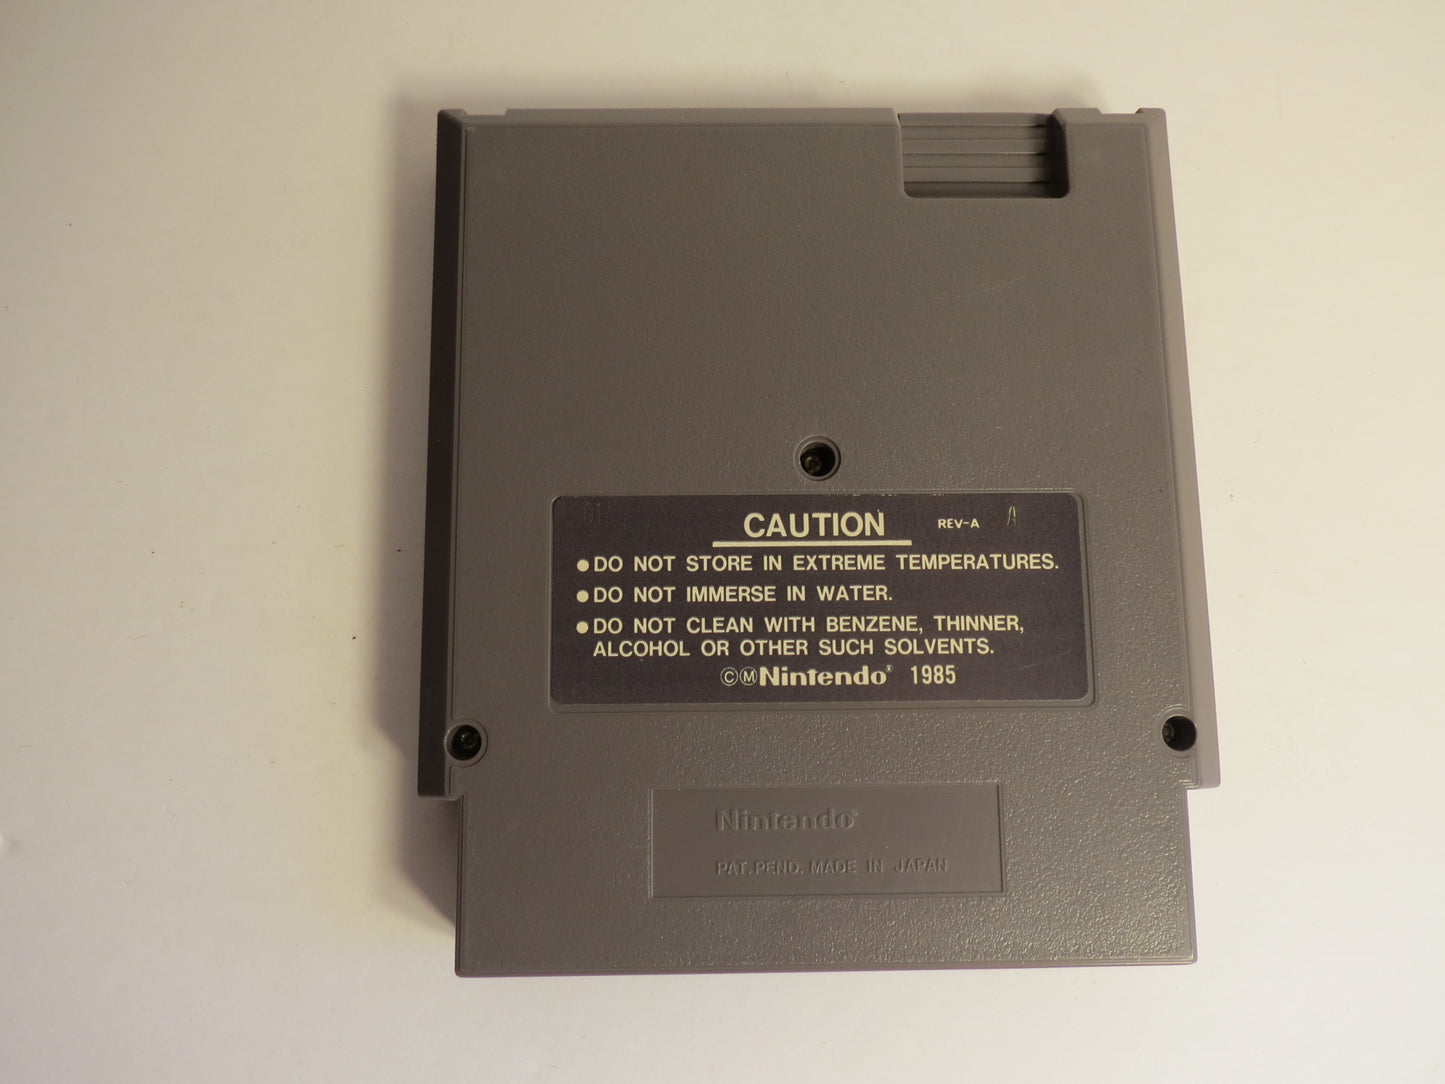 01
CAUTION REV-A A
●DO NOT STORE IN EXTREME TEMPERATURES.
●DO NOT IMMERSE IN WATER.
●DO NOT CLEAN WITH BENZENE, THINNER,
ALCOHOL OR OTHER SUCH SOLVENTS.
©Ⓜ Nintendo® 1985
Nintendo®
PAT. PEND. MADE IN JAPAN